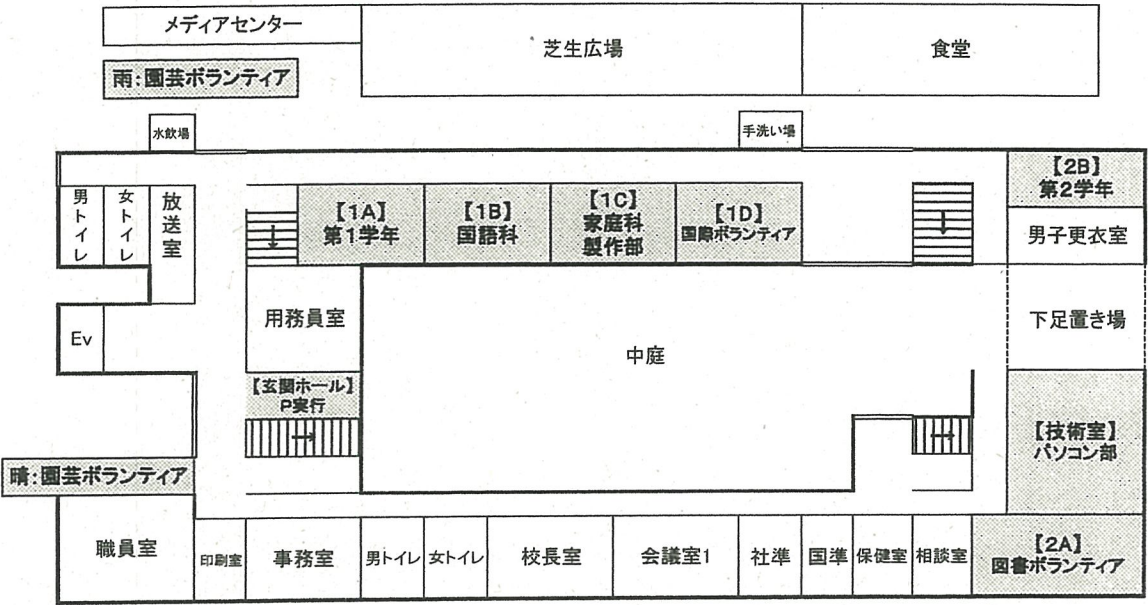 メディアセンター
芝生広場
食堂
雨:園芸ボランティア
水飲場
手洗い場
男トイレ
女トイレ
放送室
【1A】
第1学年
【1B】
国語科
【1C】
家庭科
製作部
【1D】
国際ボランティア
【2B】
第2学年
男子更衣室
用務員室
中庭
下足置き場
Ev
【玄関ホール】
P実行
【技術室】
パソコン部
晴:園芸ボランティア
職員室
印刷室
事務室
男トイレ
女トイレ
校長室
会議室1
社準
国準
保健室
相談室
【2A】
図書ボランティア